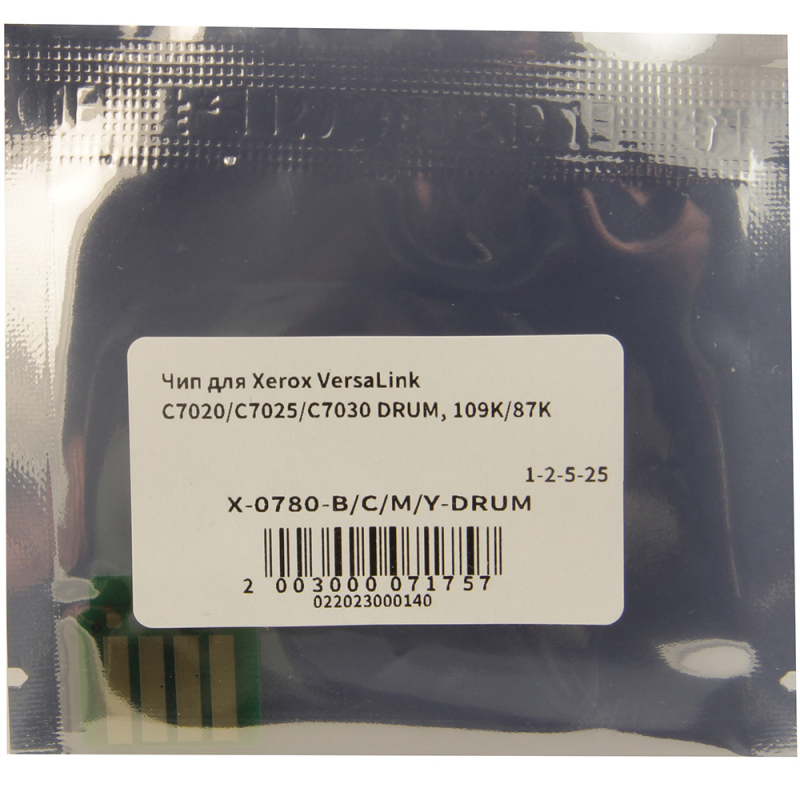 Чип для Xerox VersaLink
C7020/C7025/C7030 DRUM, 109K/87K
1-2-5-25
X-0780-B/C/M/Y-DRUM
2 003000 071757
022023000140